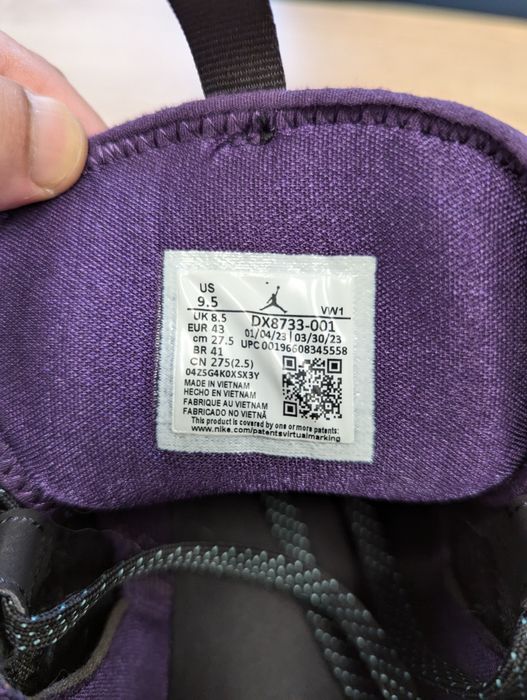 US
9.5
VW1
UK 8.5
EUR 43
cm 27.5
BR 41
CN 275(2.5)
DX8733-001
01/04/23 | 03/30/23
UPC 00196608345558
04ZSG4K0XSX3Y
MADE IN VIETNAM
HECHO EN VIETNAM
FABRIQUE AU VIETNAM
FABRICADO NO VIETNÃ
This product is covered by one or more patents:
www.nike.com/patentsvirtualmarking